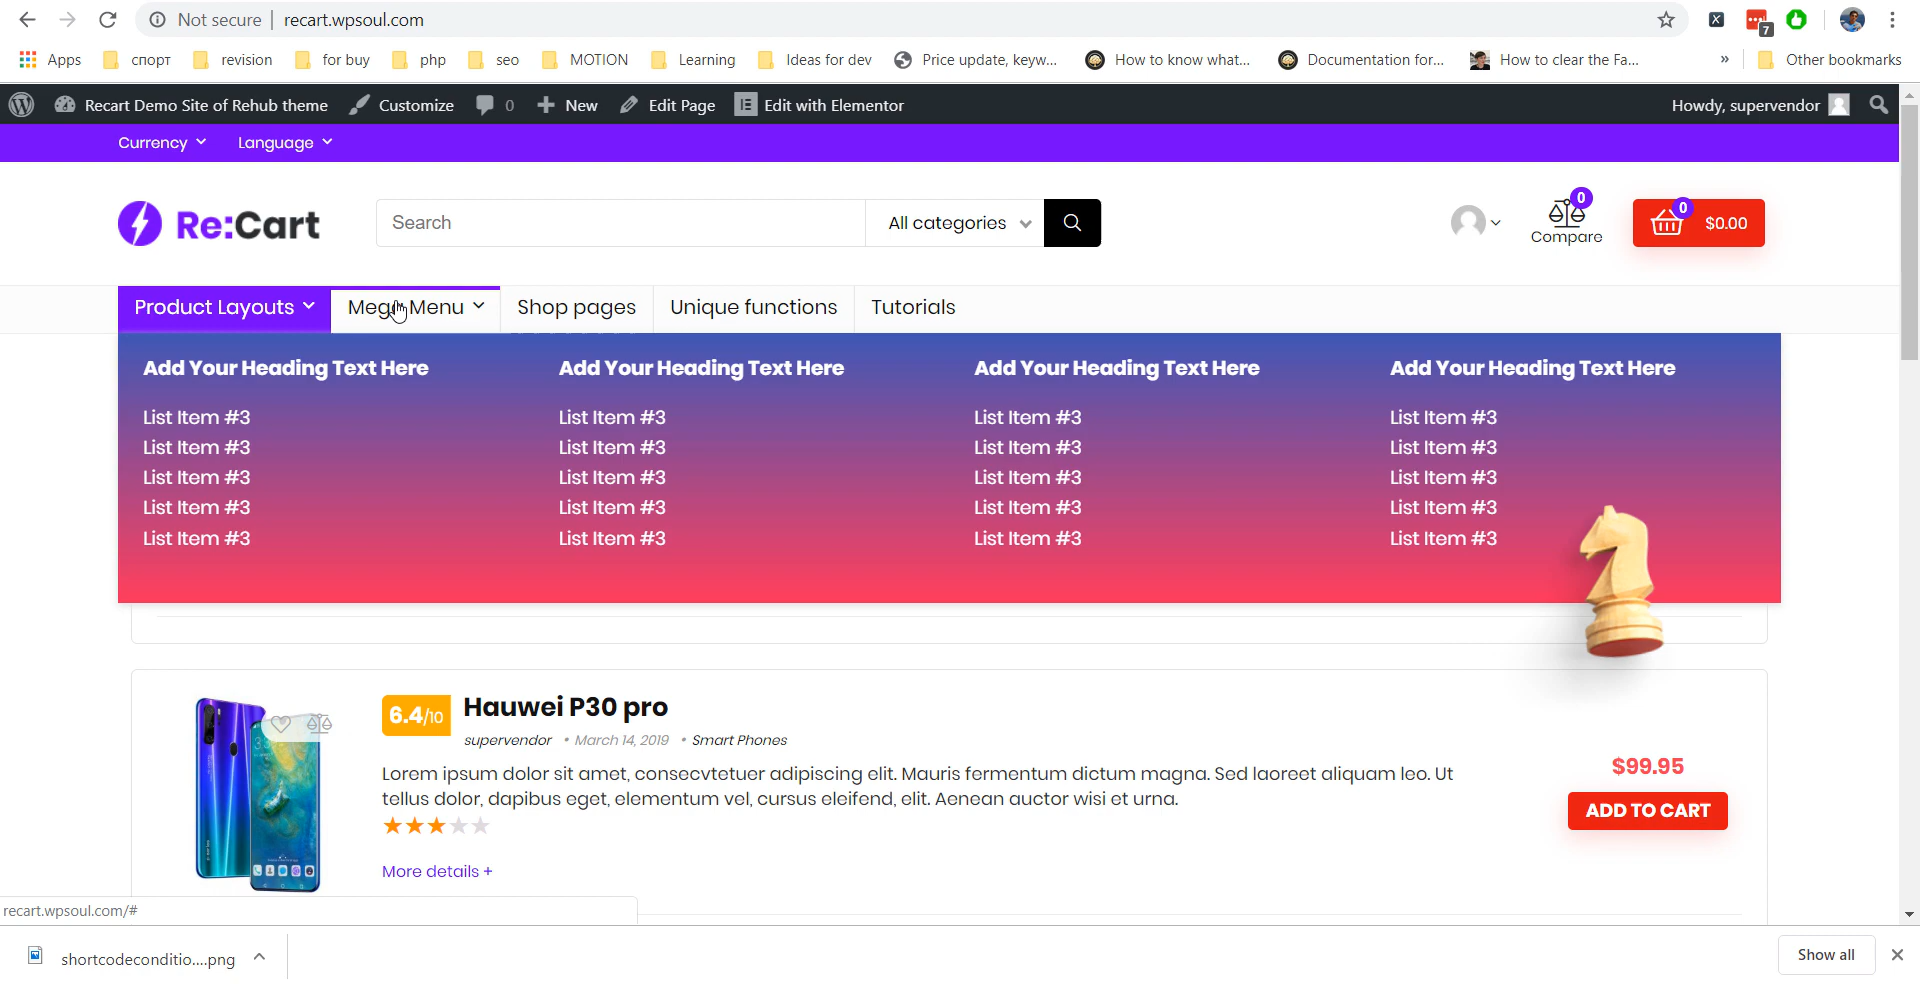 Not secure | recart.wpsoul.com
7
Apps спорт revision for buy php seo MOTION Learning Ideas for dev Price update, keyw... How to know what... Documentation for... How to clear the Fa... » Other bookmarks
Recart Demo Site of Rehub theme Customize 0 New Edit Page Edit with Elementor Howdy, supervendor
Currency Language
Re:Cart Search All categories 0 Compare 0 $0.00
Product Layouts Mega Menu Shop pages Unique functions Tutorials
Add Your Heading Text Here Add Your Heading Text Here Add Your Heading Text Here Add Your Heading Text Here
List Item #3 List Item #3 List Item #3 List Item #3
List Item #3 List Item #3 List Item #3 List Item #3
List Item #3 List Item #3 List Item #3 List Item #3
List Item #3 List Item #3 List Item #3 List Item #3
List Item #3 List Item #3 List Item #3 List Item #3
6.4/10 Hauwei P30 pro
supervendor • March 14, 2019 • Smart Phones
Lorem ipsum dolor sit amet, consecvtetuer adipiscing elit. Mauris fermentum dictum magna. Sed laoreet aliquam leo. Ut
tellus dolor, dapibus eget, elementum vel, cursus eleifend, elit. Aenean auctor wisi et urna.
$99.95
ADD TO CART
More details +
recart.wpsoul.com/#
shortcodeconditio....png Show all